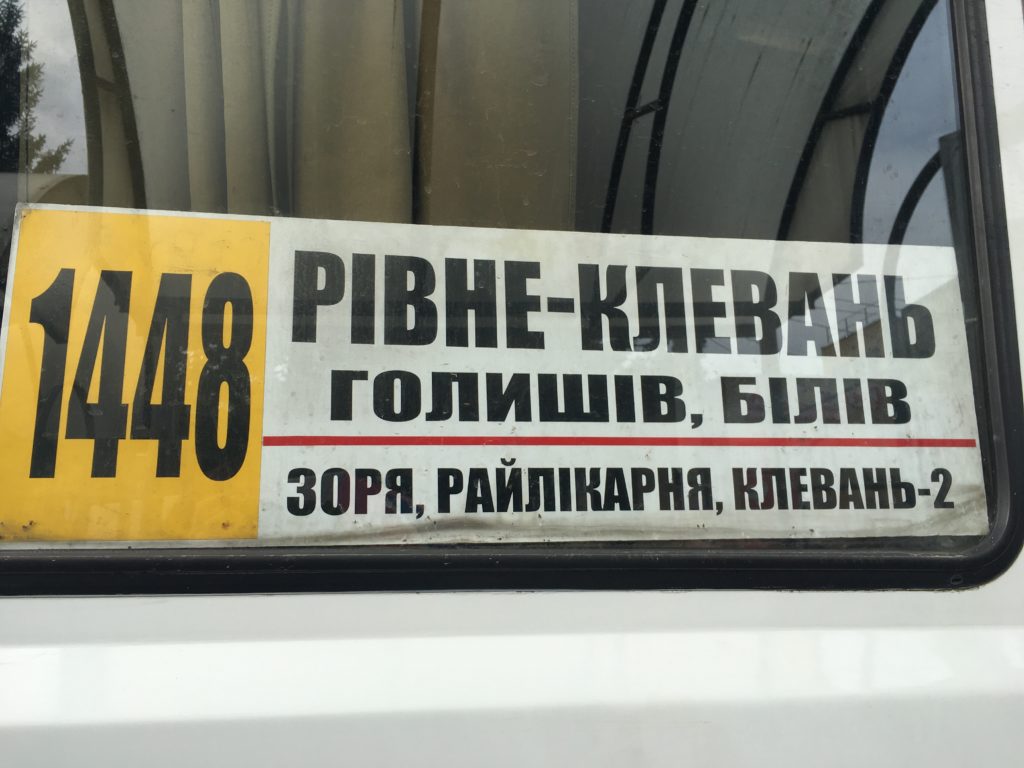 1448
РІВНЕ-КЛЕВАНЬ
ГОЛИШІВ, БІЛІВ
ЗОРЯ, РАЙЛІКАРНЯ, КЛЕВАНЬ-2